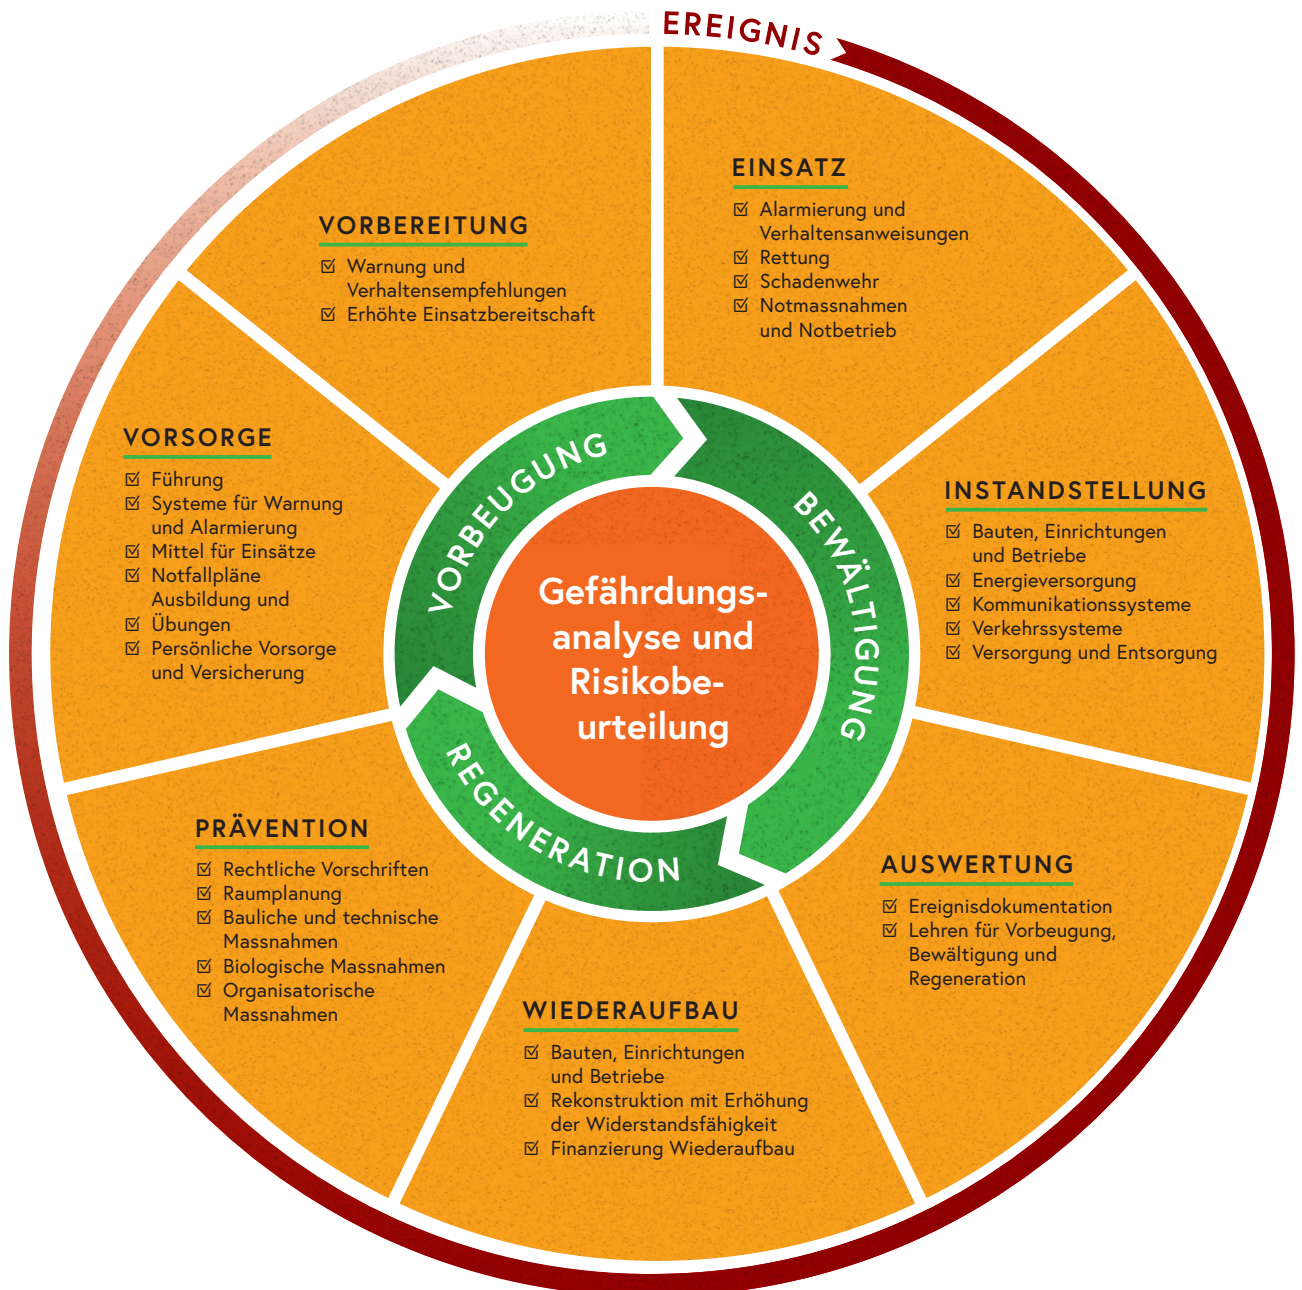 EREIGNIS
EINSATZ
Alarmierung und
Verhaltensanweisungen
Rettung
Schadenwehr
Notmassnahmen
und Notbetrieb
INSTANDSTELLUNG
Bauten, Einrichtungen
und Betriebe
Energieversorgung
Kommunikationssysteme
Verkehrssysteme
Versorgung und Entsorgung
AUSWERTUNG
Ereignisdokumentation
Lehren für Vorbeugung,
Bewältigung und
Regeneration
WIEDERAUFBAU
Bauten, Einrichtungen
und Betriebe
Rekonstruktion mit Erhöhung
der Widerstandsfähigkeit
Finanzierung Wiederaufbau
PRÄVENTION
Rechtliche Vorschriften
Raumplanung
Bauliche und technische
Massnahmen
Biologische Massnahmen
Organisatorische
Massnahmen
VORSORGE
Führung
Systeme für Warnung
und Alarmierung
Mittel für Einsätze
Notfallpläne
Ausbildung und
Übungen
Persönliche Vorsorge
und Versicherung
VORBEREITUNG
Warnung und
Verhaltensempfehlungen
Erhöhte Einsatzbereitschaft
VORBEUGUNG
BEWÄLTIGUNG
REGENERATION
Gefährdungs-
analyse und
Risikobe-
urteilung